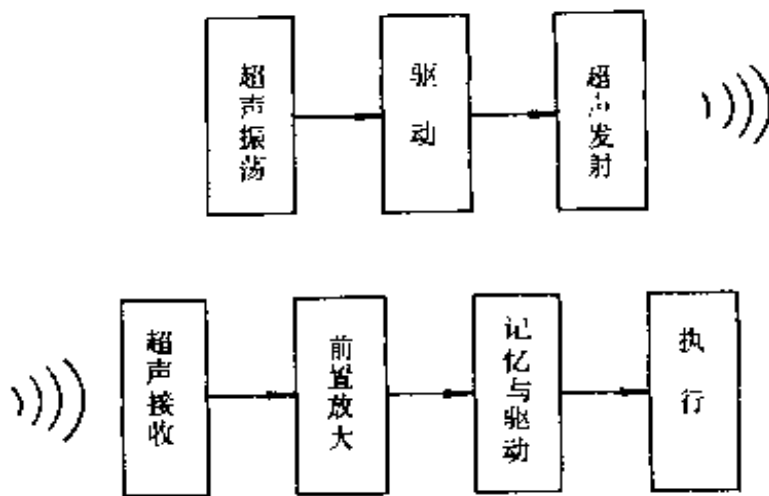 超声振荡
驱动
超声发射
超声接收
前置放大
记忆与驱动
执行